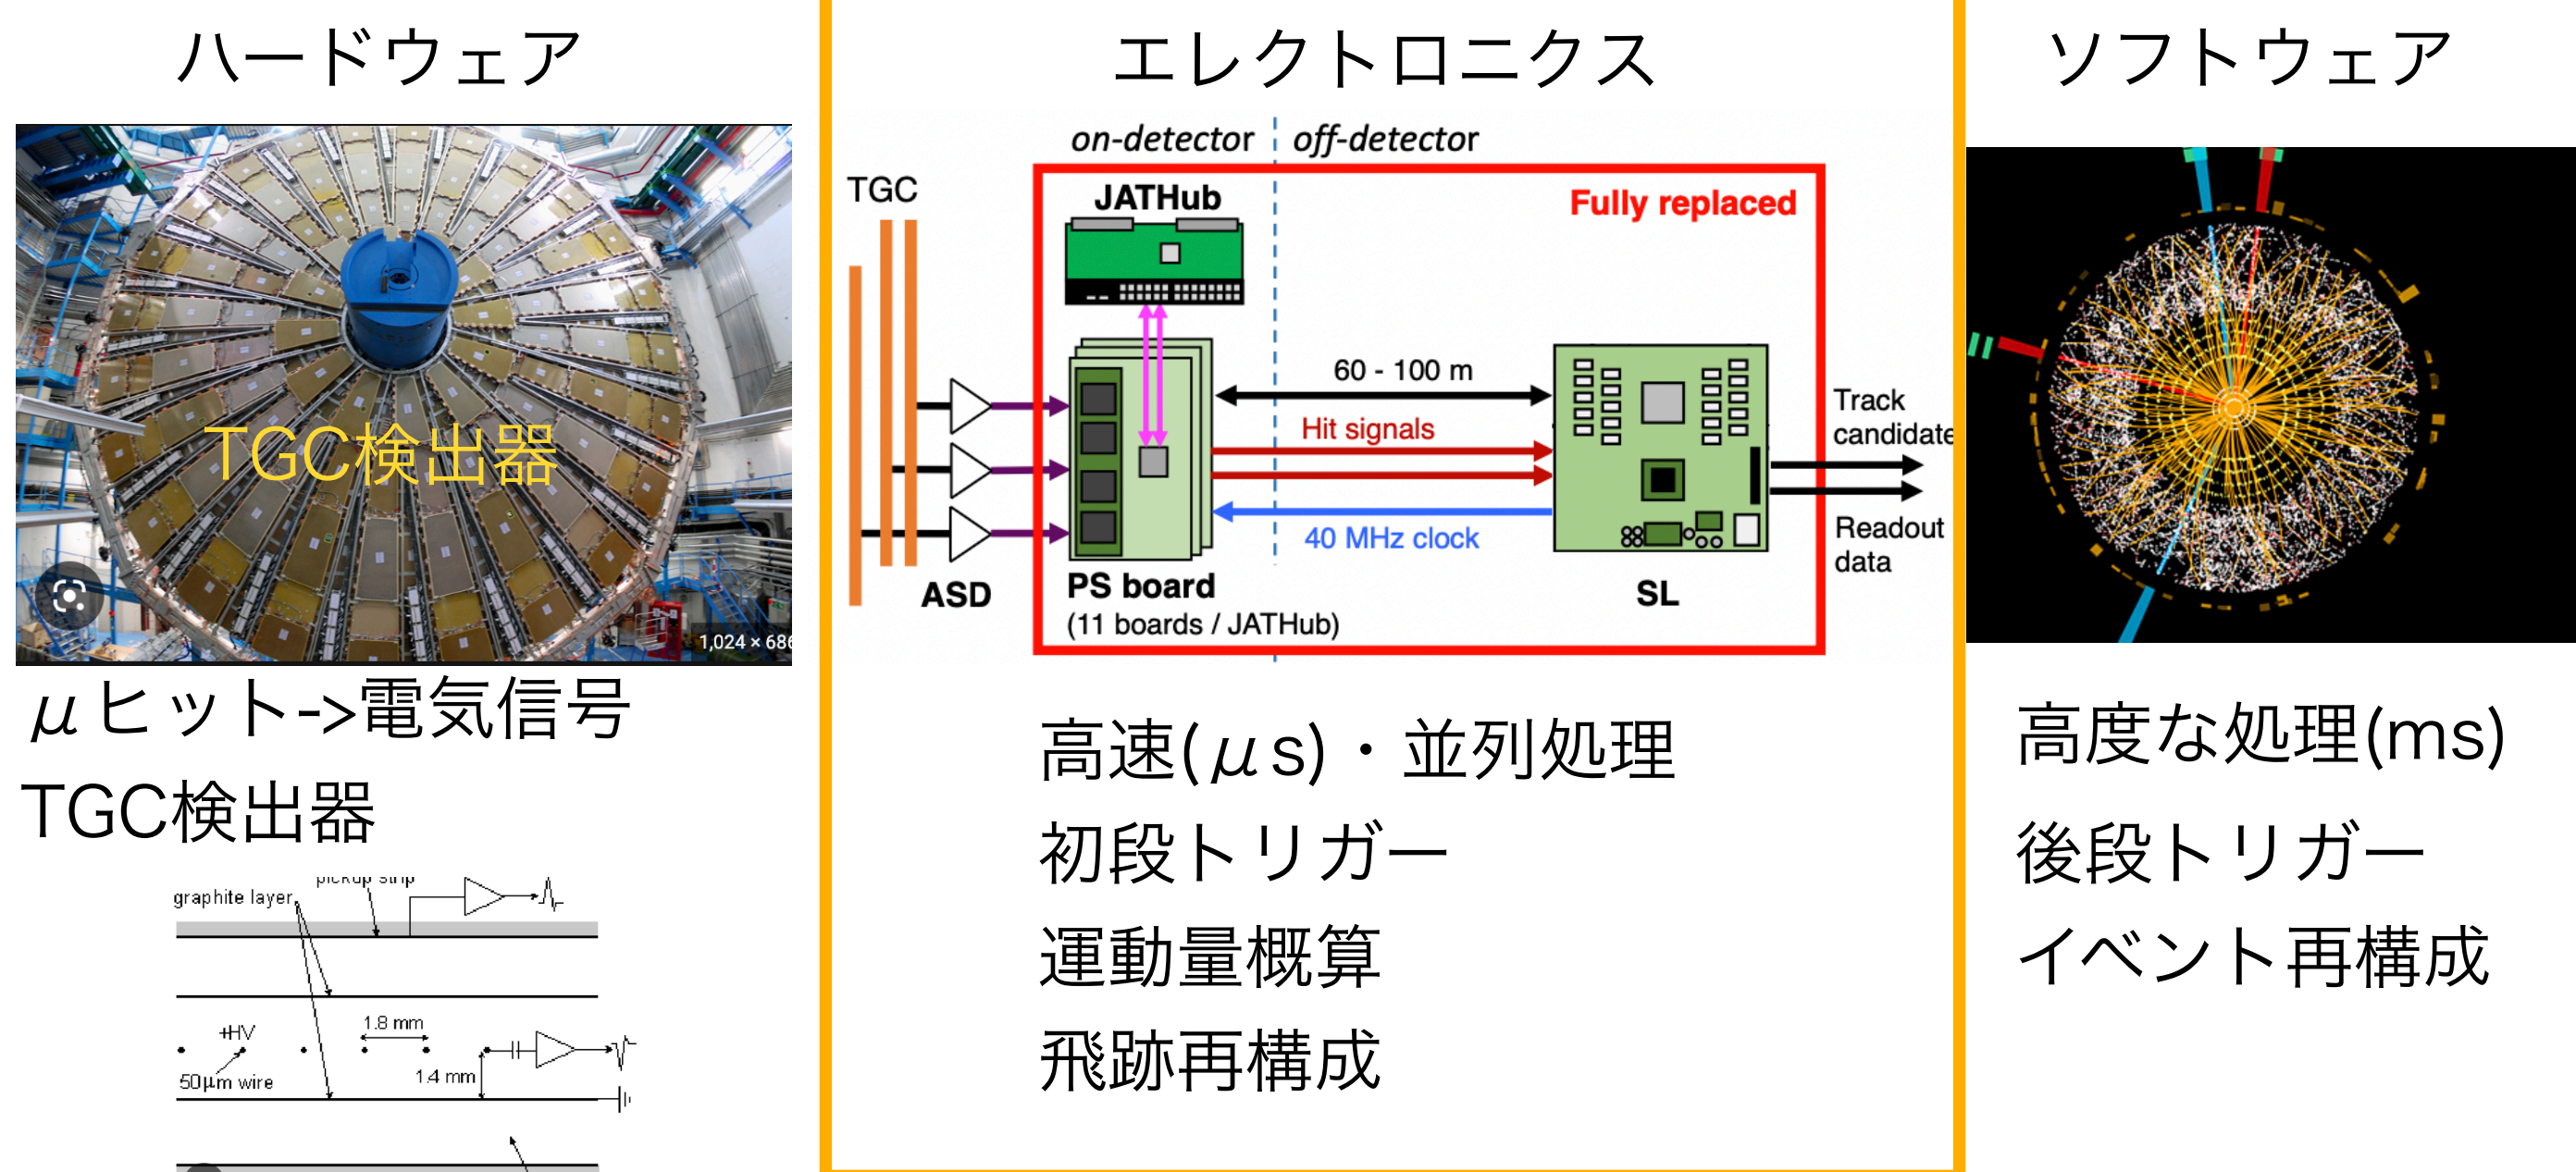 ハードウェア
TGC検出器
1,024 × 686
μヒット->電気信号
TGC検出器
graphite layer
pickup strip
+HV
1.8 mm
50μm wire
1.4 mm
エレクトロニクス
on-detector
off-detector
TGC
JATHub
Fully replaced
60 - 100 m
Hit signals
40 MHz clock
Track
candidate
Readout
data
ASD
PS board
(11 boards / JATHub)
SL
高速(μs)・並列処理
初段トリガー
運動量概算
飛跡再構成
ソフトウェア
高度な処理(ms)
後段トリガー
イベント再構成